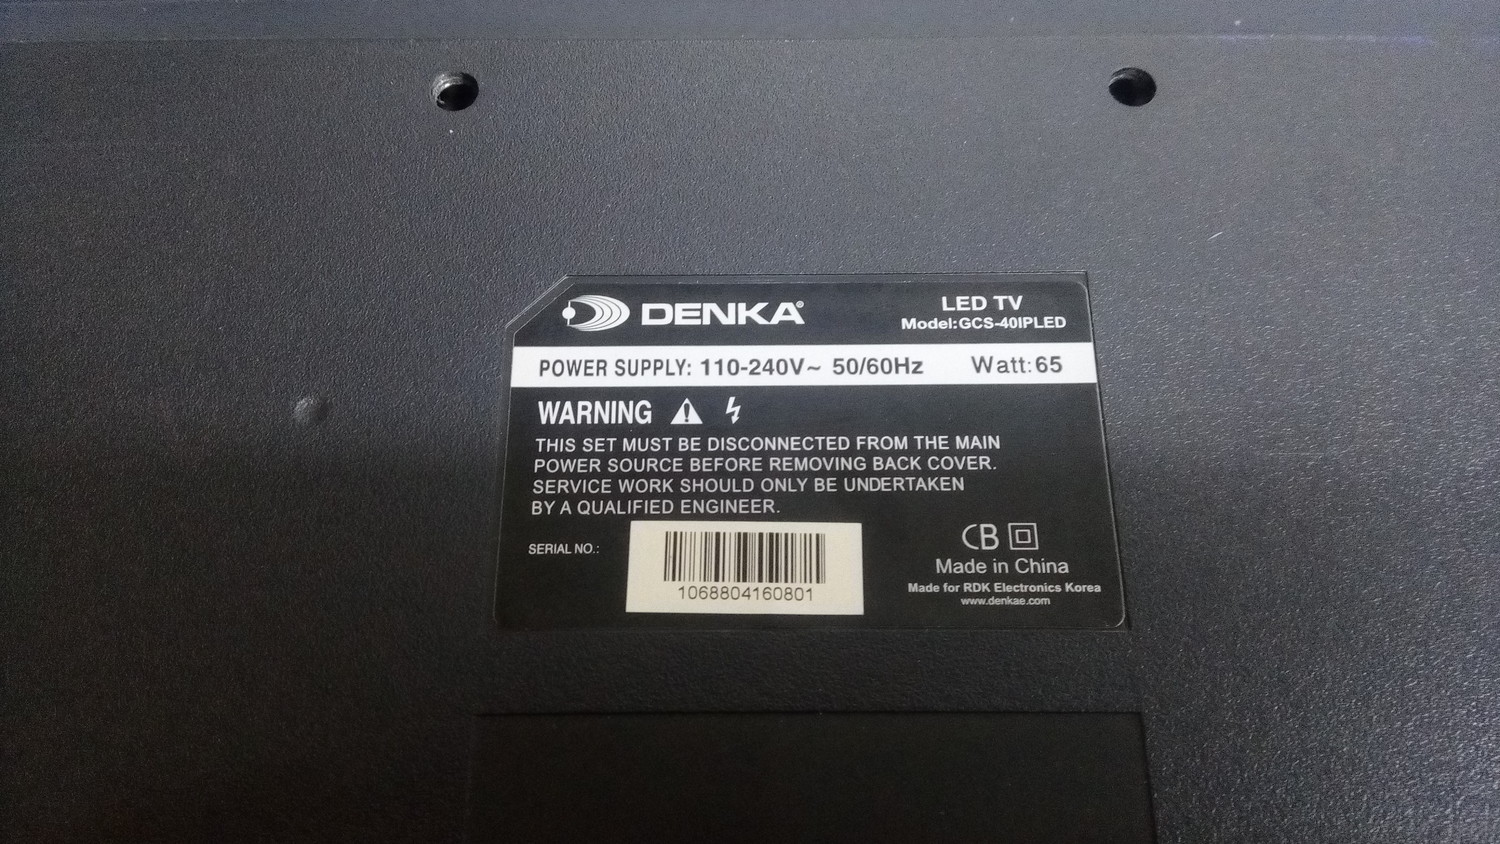 DENKA®
LED TV
Model:GCS-40IPLED
POWER SUPPLY: 110-240V~ 50/60Hz Watt:65
WARNING
THIS SET MUST BE DISCONNECTED FROM THE MAIN
POWER SOURCE BEFORE REMOVING BACK COVER.
SERVICE WORK SHOULD ONLY BE UNDERTAKEN
BY A QUALIFIED ENGINEER.
SERIAL NO.:
1068804160801
CB
Made in China
Made for RDK Electronics Korea
www.denkae.com